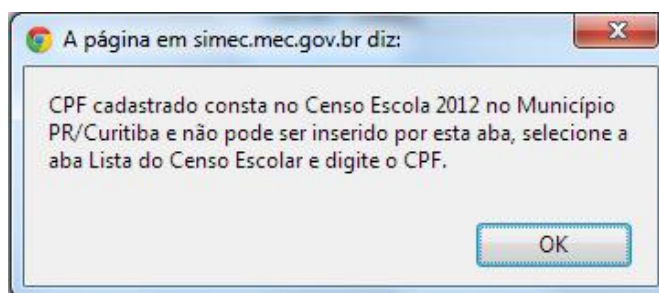 A página em simec.mec.gov.br diz:
CPF cadastrado consta no Censo Escola 2012 no Município
PR/Curitiba e não pode ser inserido por esta aba, selecione a
aba Lista do Censo Escolar e digite o CPF.
OK